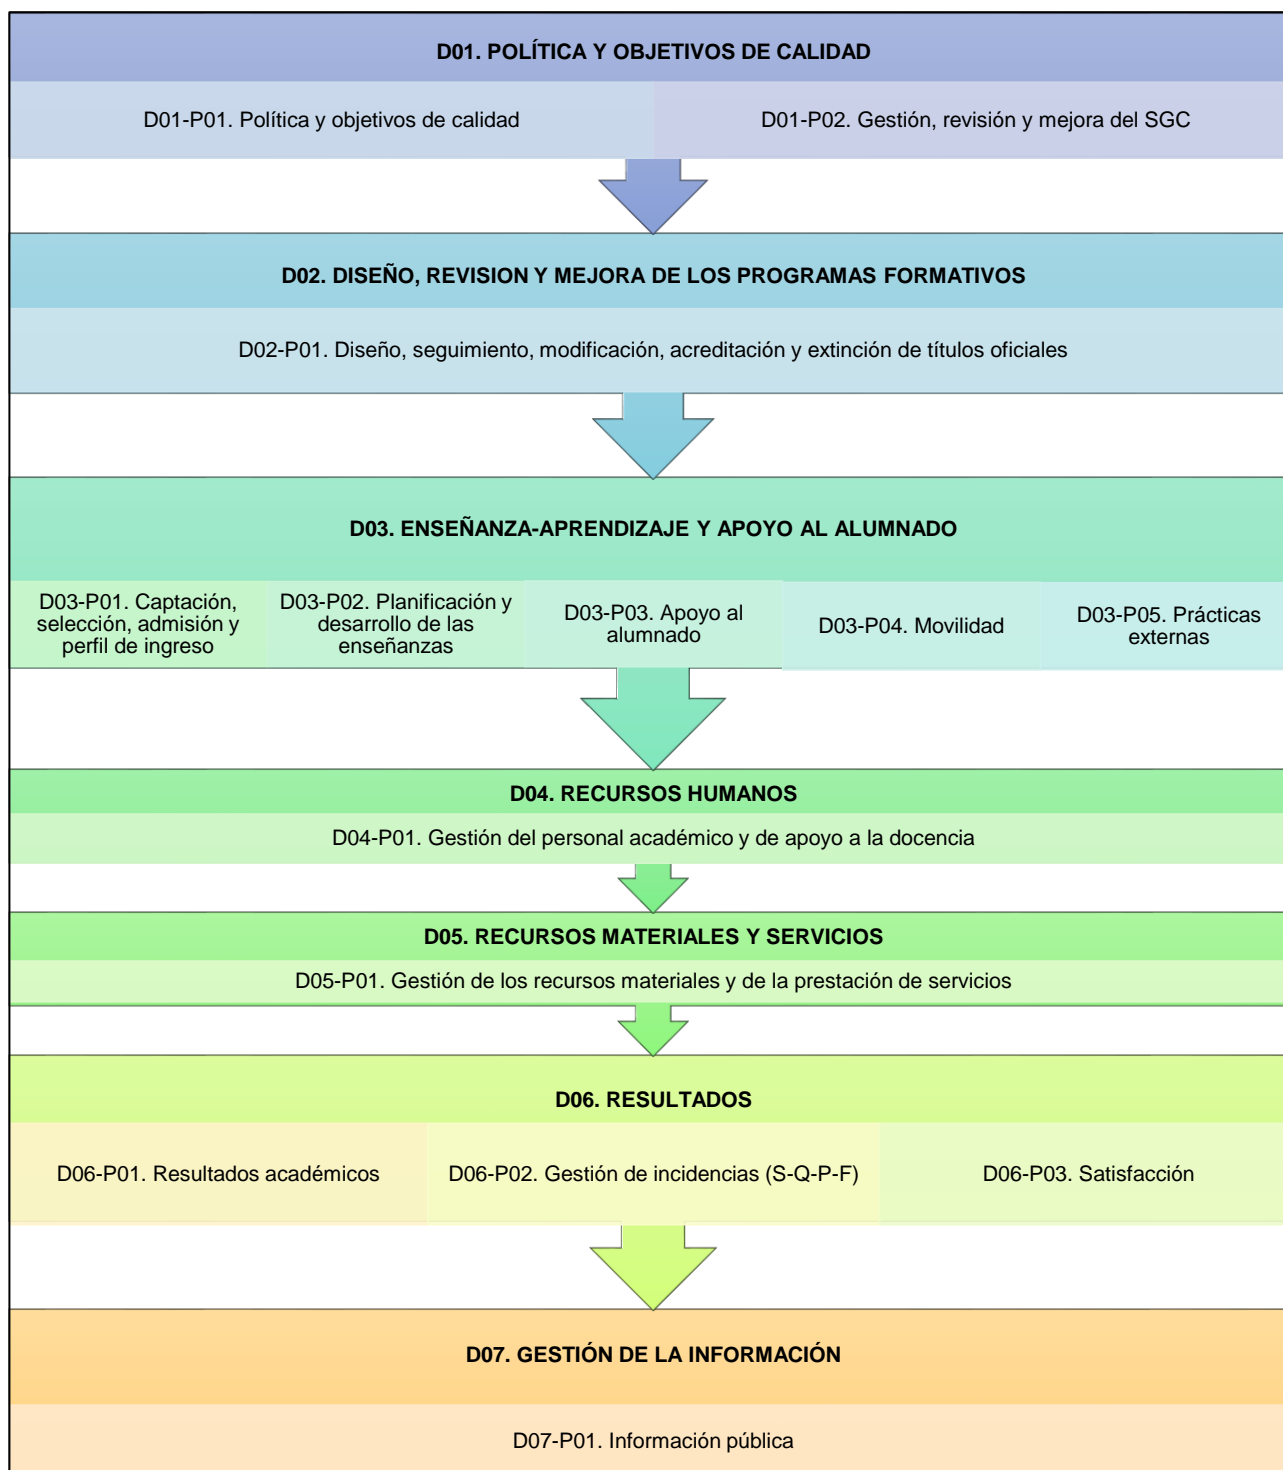 D01. POLÍTICA Y OBJETIVOS DE CALIDAD
D01-P01. Política y objetivos de calidad
D01-P02. Gestión, revisión y mejora del SGC
D02. DISEÑO, REVISION Y MEJORA DE LOS PROGRAMAS FORMATIVOS
D02-P01. Diseño, seguimiento, modificación, acreditación y extinción de títulos oficiales
D03. ENSEÑANZA-APRENDIZAJE Y APOYO AL ALUMNADO
D03-P01. Captación,
selección, admisión y
perfil de ingreso
D03-P02. Planificación y
desarrollo de las
enseñanzas
D03-P03. Apoyo al
alumnado
D03-P04. Movilidad
D03-P05. Prácticas
externas
D04. RECURSOS HUMANOS
D04-P01. Gestión del personal académico y de apoyo a la docencia
D05. RECURSOS MATERIALES Y SERVICIOS
D05-P01. Gestión de los recursos materiales y de la prestación de servicios
D06. RESULTADOS
D06-P01. Resultados académicos
D06-P02. Gestión de incidencias (S-Q-P-F)
D06-P03. Satisfacción
D07. GESTIÓN DE LA INFORMACIÓN
D07-P01. Información pública